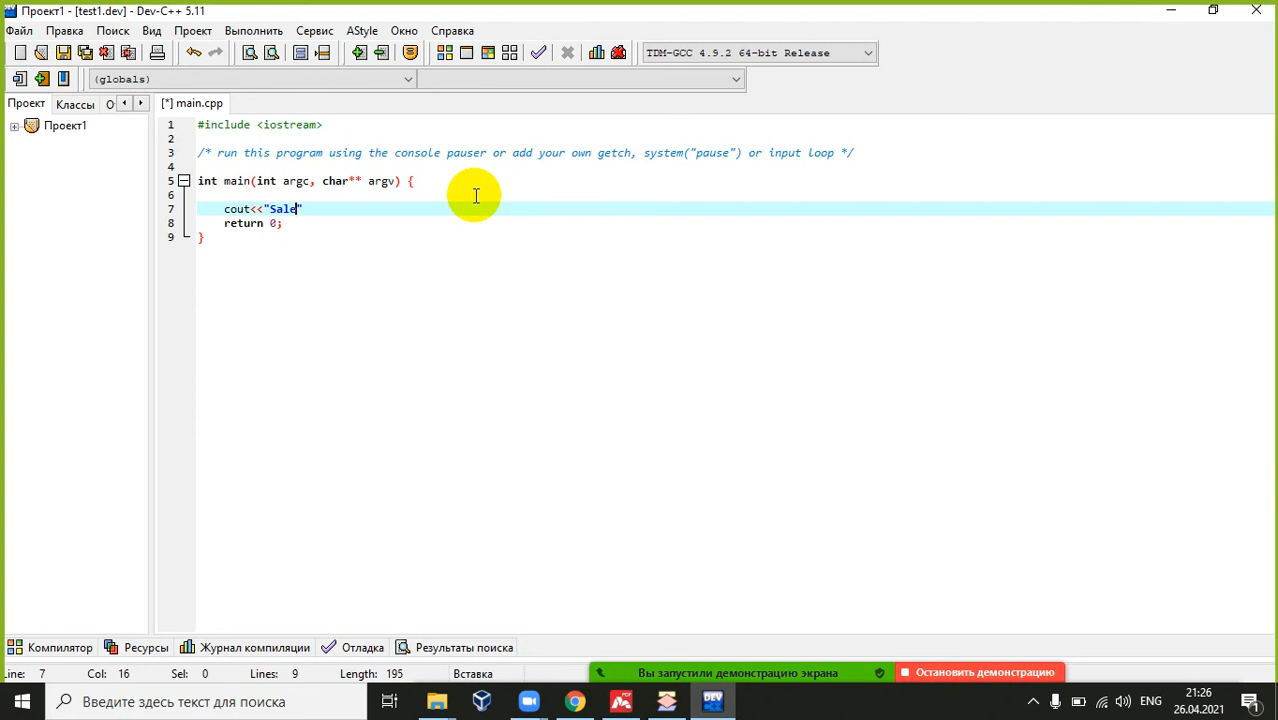 Проект1 - [test1.dev] - Dev-C++ 5.11
Файл Правка Поиск Вид Проект Выполнить Сервис AStyle Окно Справка
TDM-GCC 4.9.2 64-bit Release
(globals)
Проект Классы О [*] main.cpp
Проект1
1 #include <iostream>
2
3 /* run this program using the console pauser or add your own getch, system("pause") or input loop */
4
5 int main(int argc, char** argv) {
6
7 cout<<"Sale"
8 return 0;
9 }
Компилятор Ресурсы Журнал компиляции Отладка Результаты поиска
Line: 7 Col: 16 Sel: 0 Lines: 9 Length: 195 Вставка
Вы запустили демонстрацию экрана Остановить демонстрацию
Введите здесь текст для поиска
DEV
ENG
21:26
26.04.2021
1